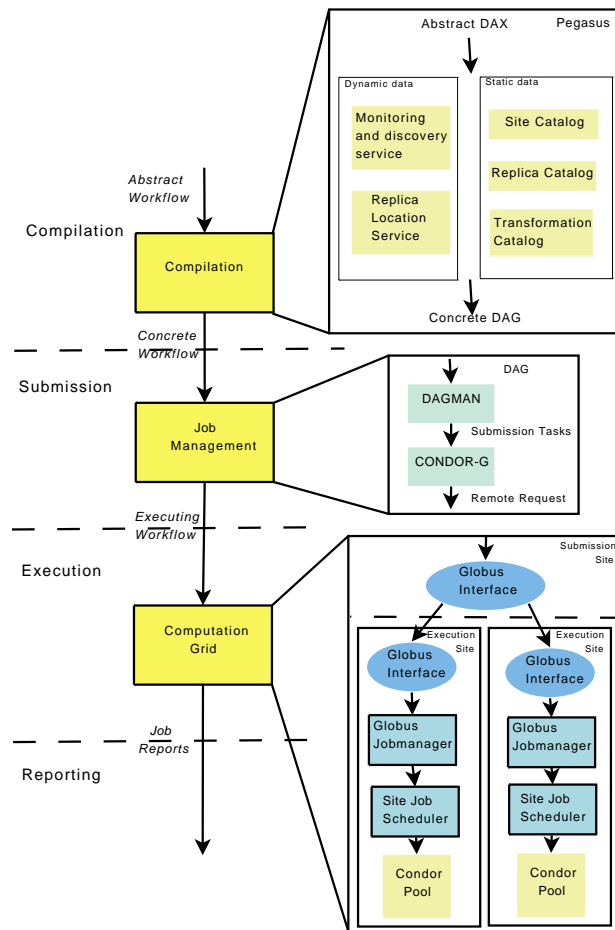 Abstract DAX
Pegasus
Dynamic data
Static data
Monitoring
and discovery
service
Site Catalog
Replica Catalog
Replica
Location
Service
Transformation
Catalog
Concrete DAG
Abstract
Workflow
Compilation
Compilation
Concrete
Workflow
Submission
Job
Management
DAG
DAGMAN
Submission Tasks
CONDOR-G
Remote Request
Executing
Workflow
Execution
Computation
Grid
Submission
Site
Globus
Interface
Execution
Site
Globus
Interface
Globus
Jobmanager
Site Job
Scheduler
Condor
Pool
Execution
Site
Globus
Interface
Globus
Jobmanager
Site Job
Scheduler
Condor
Pool
Job
Reports
Reporting